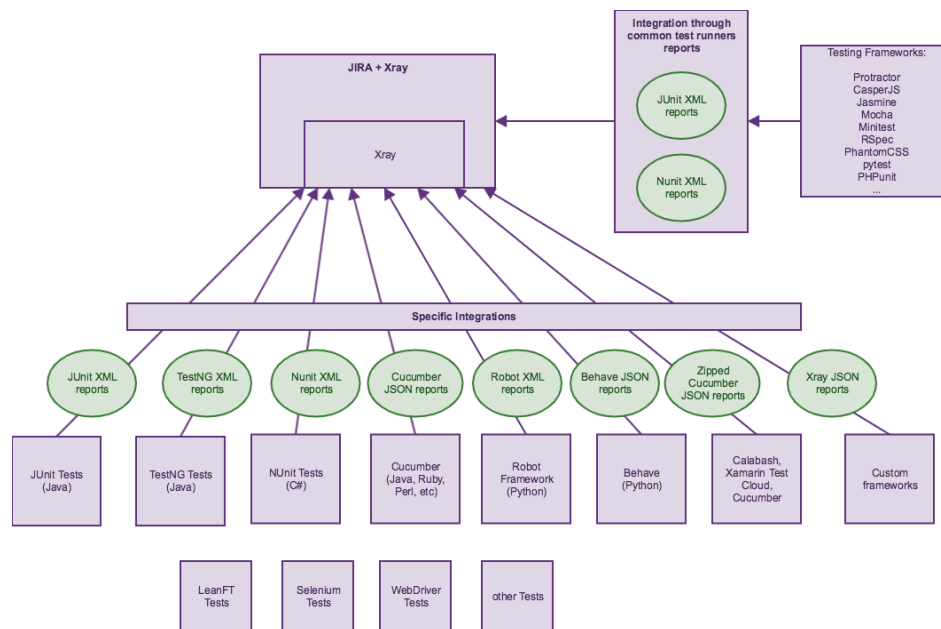 Integration through
common test runners
reports
JUnit XML
reports
Nunit XML
reports
Testing Frameworks:
Protractor
CasperJS
Jasmine
Mocha
Minitest
RSpec
PhantomCSS
pytest
PHPunit
...
JIRA + Xray
Xray
Specific Integrations
JUnit XML
reports
TestNG XML
reports
Nunit XML
reports
Cucumber
JSON reports
Robot XML
reports
Behave JSON
reports
Zipped
Cucumber
JSON reports
Xray JSON
reports
JUnit Tests
(Java)
TestNG Tests
(Java)
NUnit Tests
(C#)
Cucumber
(Java, Ruby,
Perl, etc)
Robot
Framework
(Python)
Behave
(Python)
Calabash,
Xamarin Test
Cloud,
Cucumber
Custom
frameworks
LeanFT
Tests
Selenium
Tests
WebDriver
Tests
other Tests